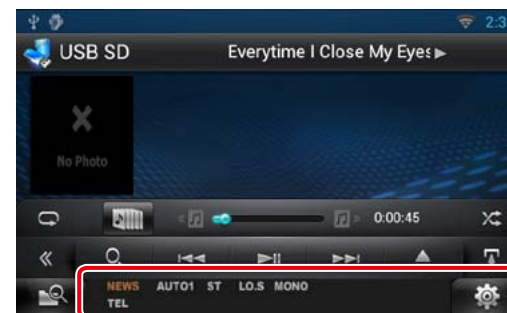 2:3
USB SD
Everytime I Close My Eyes
No Photo
0:00:45
NEWS AUTO1 ST LO.S MONO
TEL